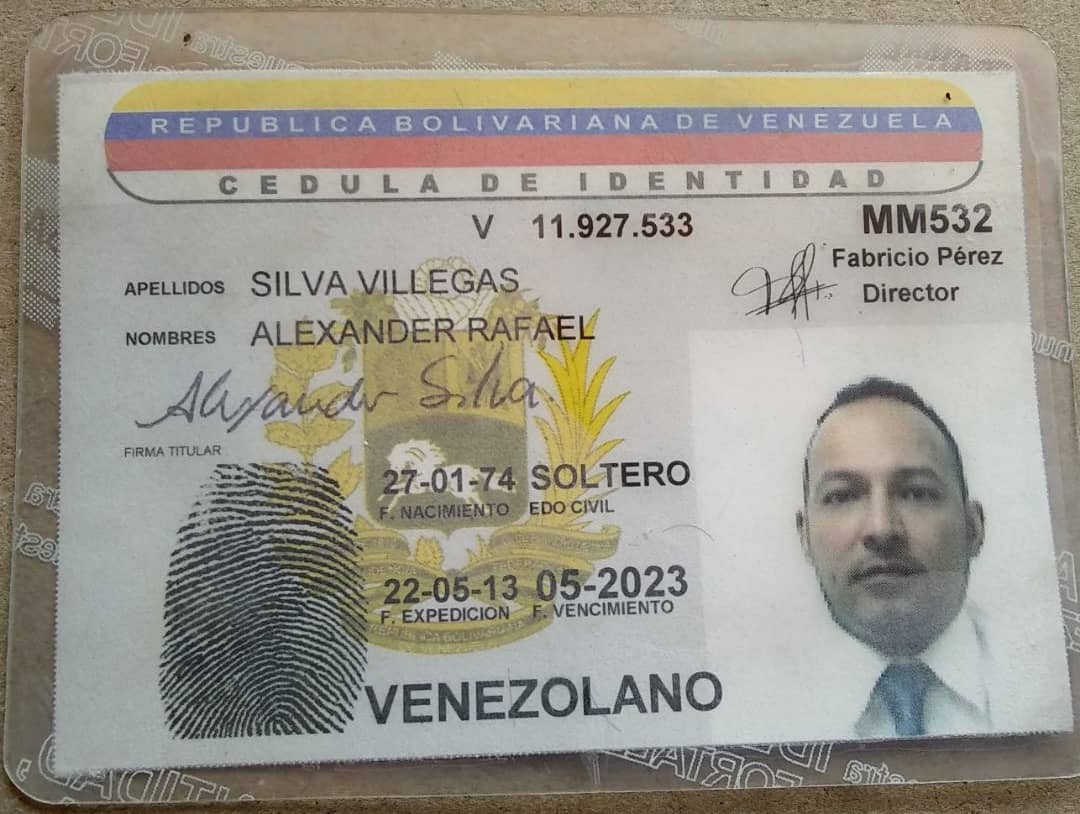 REPUBLICA BOLIVARIANA DE VENEZUELA
CEDULA DE IDENTIDAD
V 11.927.533 MM532
Fabricio Pérez
Director
APELLIDOS SILVA VILLEGAS
NOMBRES ALEXANDER RAFAEL
Alexander Silva
FIRMA TITULAR
27-01-74 SOLTERO
F. NACIMIENTO EDO CIVIL
22-05-13 05-2023
F. EXPEDICION F. VENCIMIENTO
VENEZOLANO